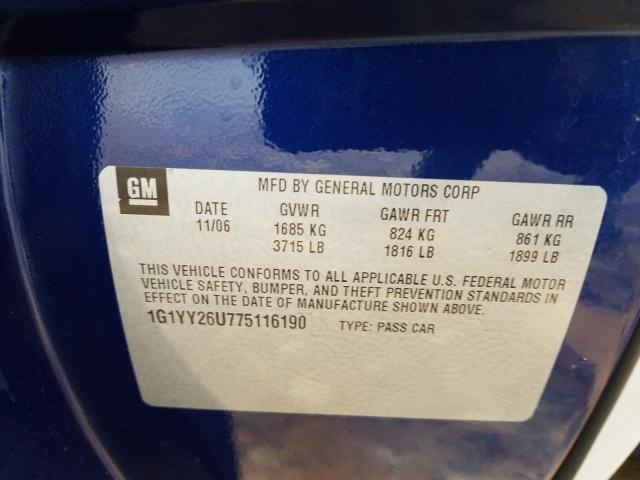 GM
MFD BY GENERAL MOTORS CORP
DATE GVWR GAWR FRT GAWR RR
11/06 1685 KG 824 KG 861 KG
3715 LB 1816 LB 1899 LB
THIS VEHICLE CONFORMS TO ALL APPLICABLE U.S. FEDERAL MOTOR
VEHICLE SAFETY, BUMPER, AND THEFT PREVENTION STANDARDS IN
EFFECT ON THE DATE OF MANUFACTURE SHOWN ABOVE.
1G1YY26U775116190 TYPE: PASS CAR